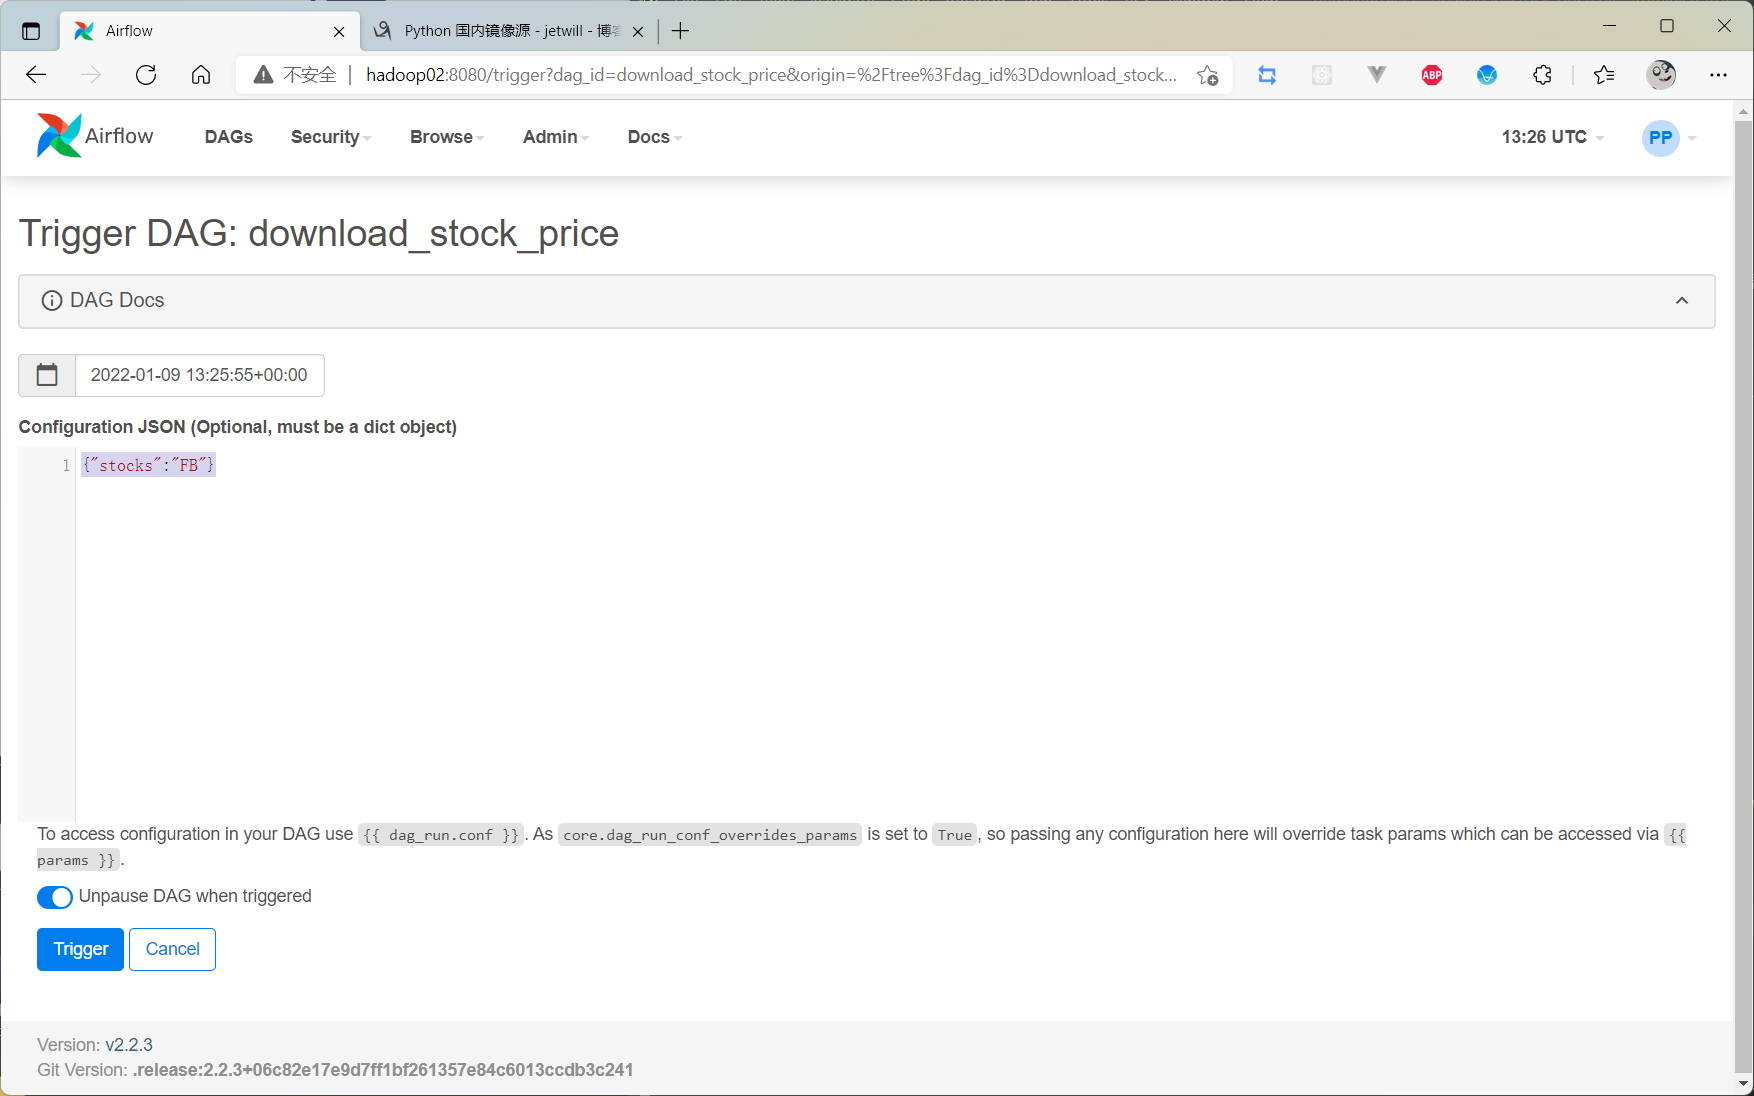 Airflow
Python 国内镜像源 - jetwill - 博
不安全
hadoop02:8080/trigger?dag_id=download_stock_price&origin=%2Ftree%3Fdag_id%3Ddownload_stock...
ABP
Airflow
DAGs
Security
Browse
Admin
Docs
13:26 UTC
PP
Trigger DAG: download_stock_price
DAG Docs
2022-01-09 13:25:55+00:00
Configuration JSON (Optional, must be a dict object)
1 {"stocks":"FB"}
To access configuration in your DAG use {{ dag_run.conf }}. As core.dag_run_conf_overrides_params is set to True, so passing any configuration here will override task params which can be accessed via {{
params }}.
Unpause DAG when triggered
Trigger
Cancel
Version: v2.2.3
Git Version: .release:2.2.3+06c82e17e9d7ff1bf261357e84c6013ccdb3c241